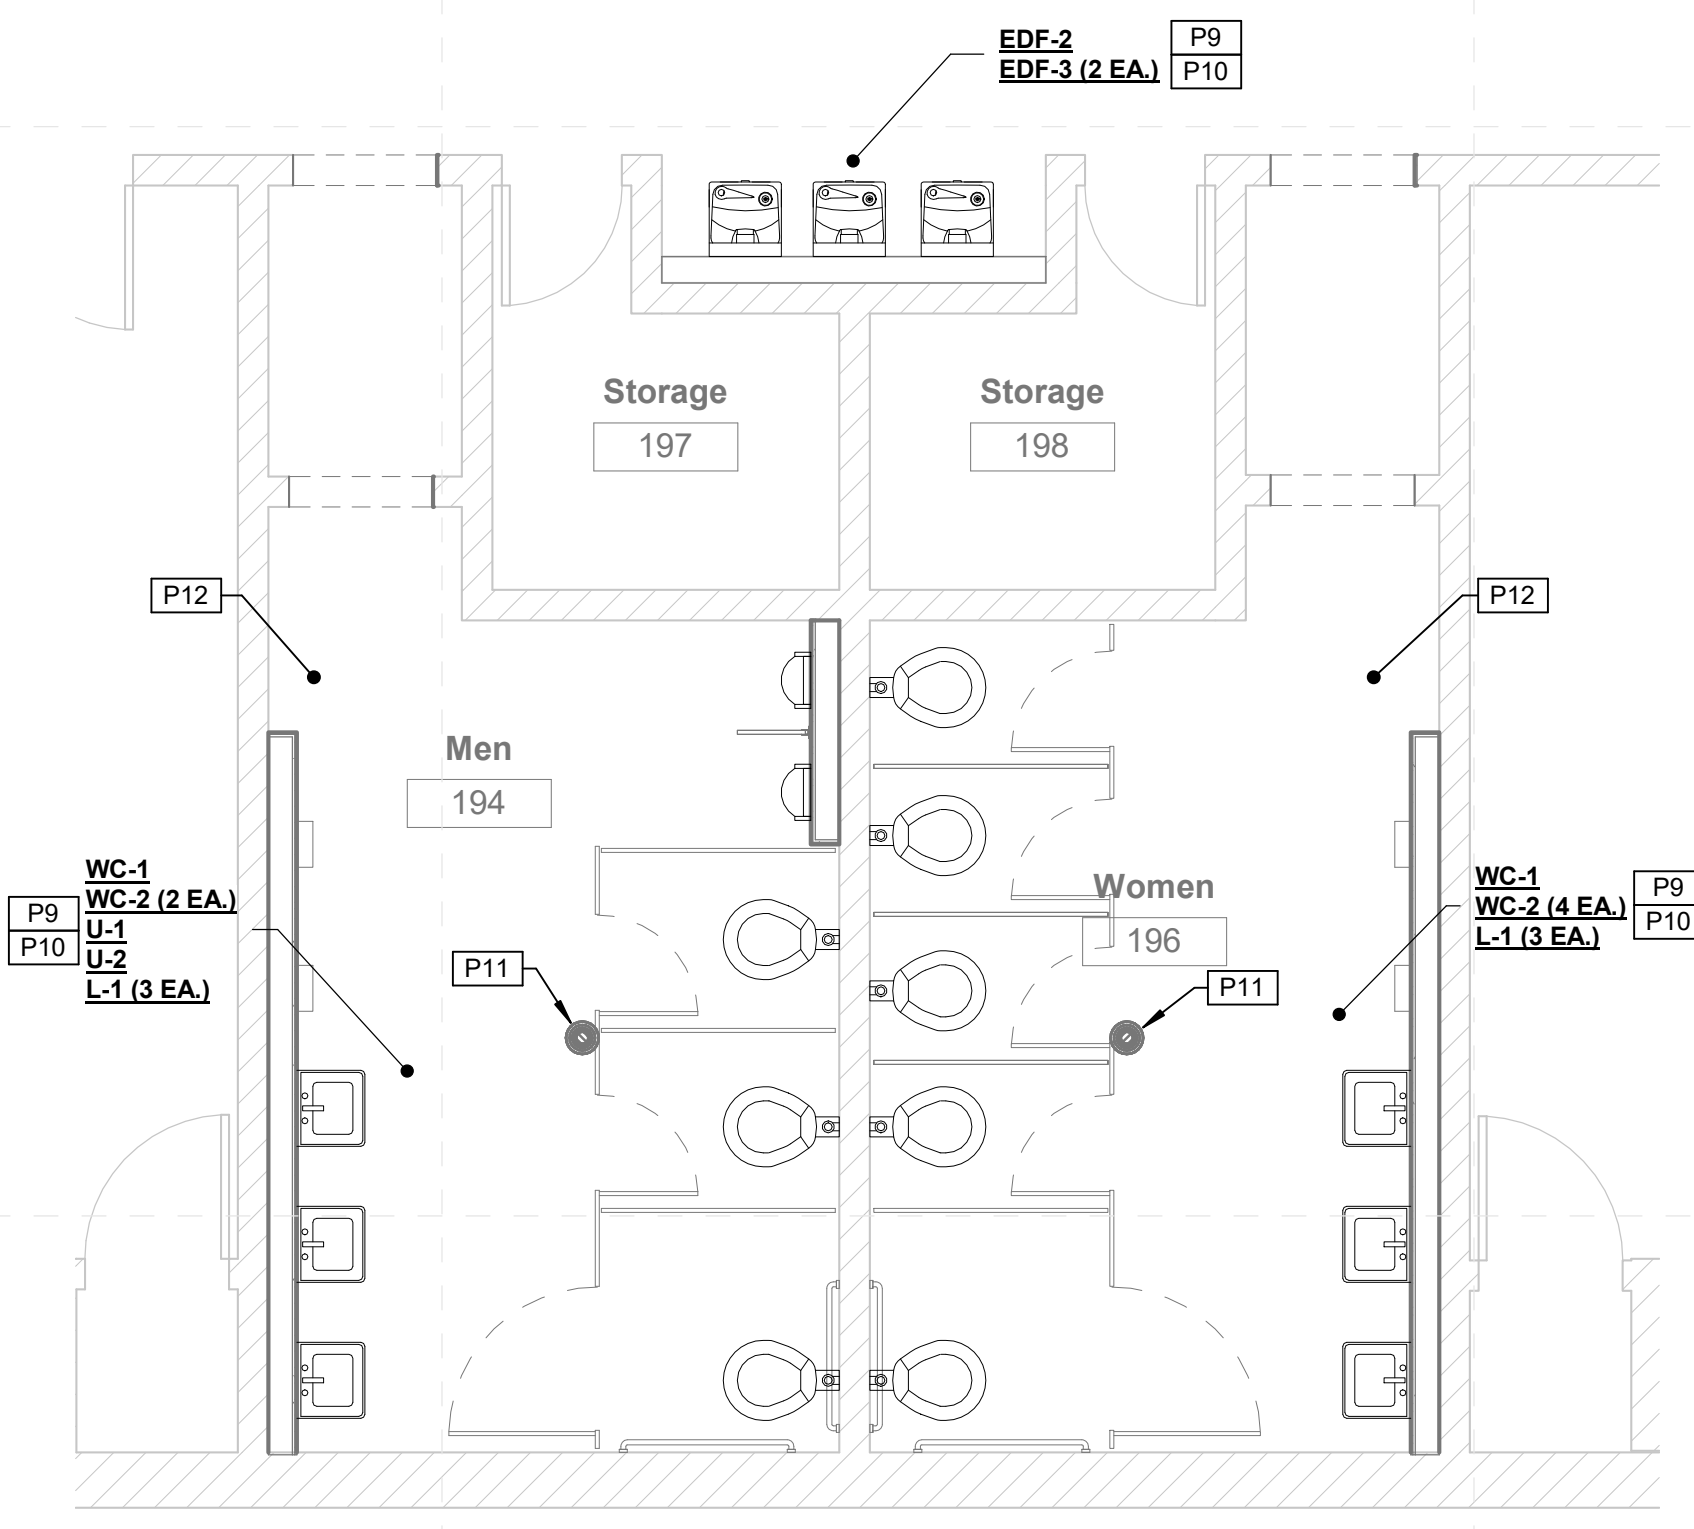 EDF-2
EDF-3 (2 EA.)
P9
P10
Storage
197
Storage
198
P12
P12
Men
194
WC-1
WC-2 (2 EA.)
U-1
U-2
L-1 (3 EA.)
P9
P10
P11
Women
196
P11
WC-1
WC-2 (4 EA.)
L-1 (3 EA.)
P9
P10